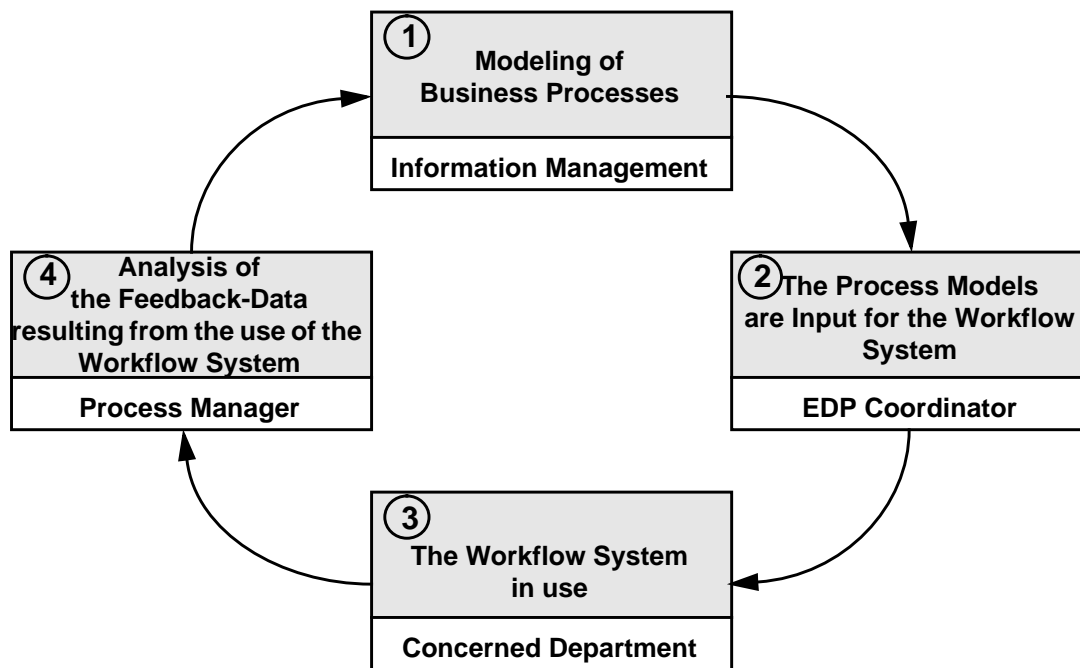 1
Modeling of
Business Processes
Information Management
2
The Process Models
are Input for the Workflow
System
EDP Coordinator
3
The Workflow System
in use
Concerned Department
4
Analysis of
the Feedback-Data
resulting from the use of the
Workflow System
Process Manager